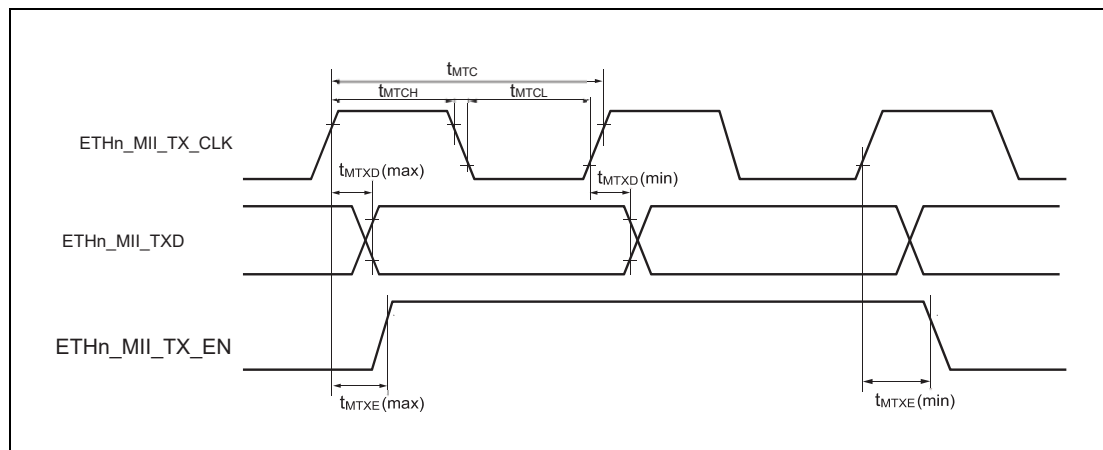 tMTC
tMTCH
tMTCL
ETHn_MII_TX_CLK
tMTXD(max)
tMTXD(min)
ETHn_MII_TXD
ETHn_MII_TX_EN
tMTXE(max)
tMTXE(min)